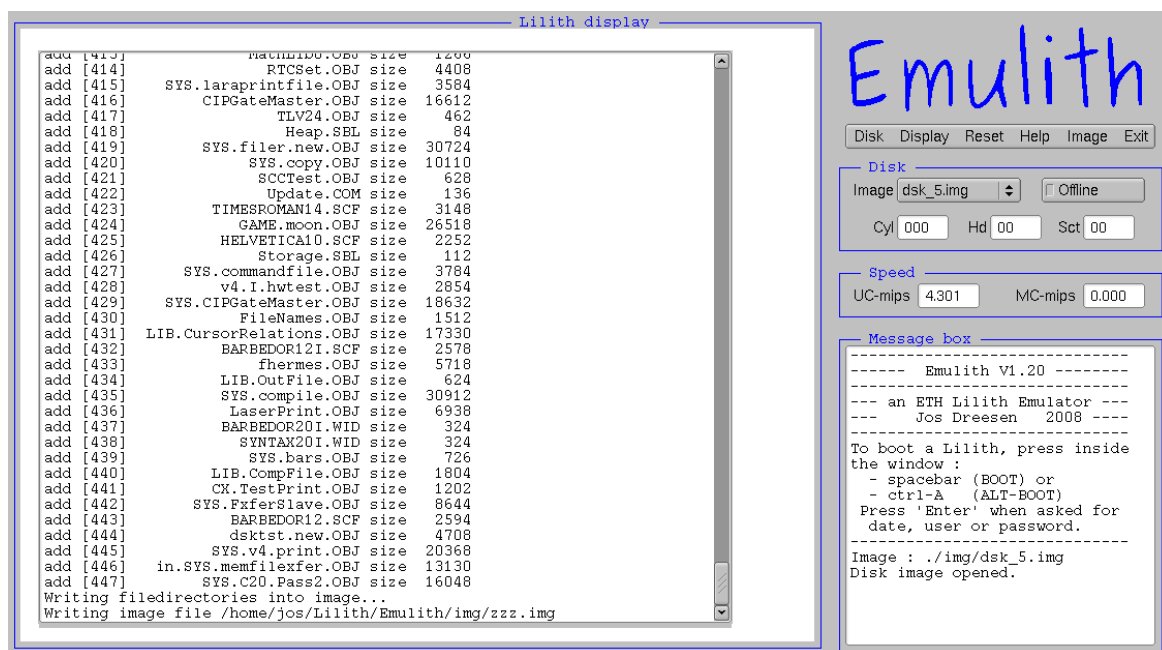 Lilith display
add [413] MathLib0.OBJ size 1266
add [414] RTCSet.OBJ size 4408
add [415] SYS.laraprintfile.OBJ size 3584
add [416] CIPGateMaster.OBJ size 16612
add [417] TLV24.OBJ size 462
add [418] Heap.SBL size 84
add [419] SYS.filer.new.OBJ size 30724
add [420] SYS.copy.OBJ size 10110
add [421] SCCTest.OBJ size 628
add [422] Update.COM size 136
add [423] TIMESROMAN14.SCF size 3148
add [424] GAME.moon.OBJ size 26518
add [425] HELVETICA10.SCF size 2252
add [426] Storage.SBL size 112
add [427] SYS.commandfile.OBJ size 3784
add [428] v4.I.hwtest.OBJ size 2854
add [429] SYS.CIPGateMaster.OBJ size 18632
add [430] FileNames.OBJ size 1512
add [431] LIB.CursorRelations.OBJ size 17330
add [432] BARBEDOR12I.SCF size 2578
add [433] fhermes.OBJ size 5718
add [434] LIB.OutFile.OBJ size 624
add [435] SYS.compile.OBJ size 30912
add [436] LaserPrint.OBJ size 6938
add [437] BARBEDOR20I.WID size 324
add [438] SYNTAX20I.WID size 324
add [439] SYS.bars.OBJ size 726
add [440] LIB.CompFile.OBJ size 1804
add [441] CX.TestPrint.OBJ size 1202
add [442] SYS.FxferSlave.OBJ size 8644
add [443] BARBEDOR12.SCF size 2594
add [444] dsktst.new.OBJ size 4708
add [445] SYS.v4.print.OBJ size 20368
add [446] in.SYS.memfilexfer.OBJ size 13130
add [447] SYS.C20.Pass2.OBJ size 16048
Writing filedirectories into image...
Writing image file /home/jos/Lilith/Emulith/img/zzz.img
Emulith
Disk Display Reset Help Image Exit
Disk
Image dsk_5.img Offline
Cyl 000 Hd 00 Sct 00
Speed
UC-mips 4.301 MC-mips 0.000
Message box
------------------------------
------ Emulith V1.20 --------
------------------------------
--- an ETH Lilith Emulator ---
--- Jos Dreesen 2008 ----
------------------------------
To boot a Lilith, press inside
the window :
- spacebar (BOOT) or
- ctrl-A (ALT-BOOT)
Press 'Enter' when asked for
date, user or password.
------------------------------
Image : ./img/dsk_5.img
Disk image opened.